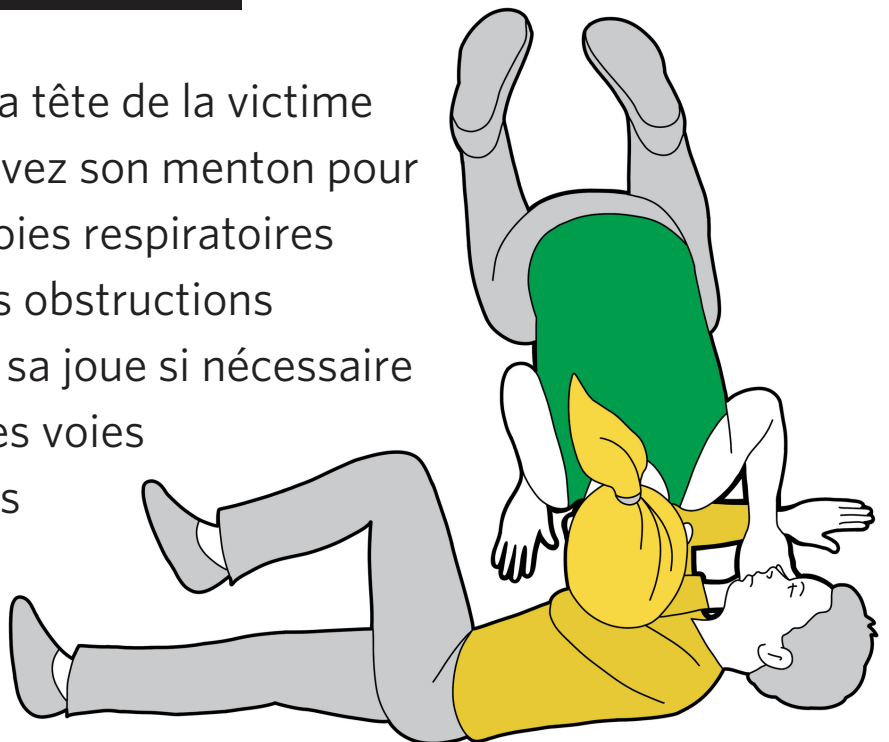 a tête de la victime
vez son menton pour
oies respiratoires
s obstructions
sa joue si nécessaire
es voies
s